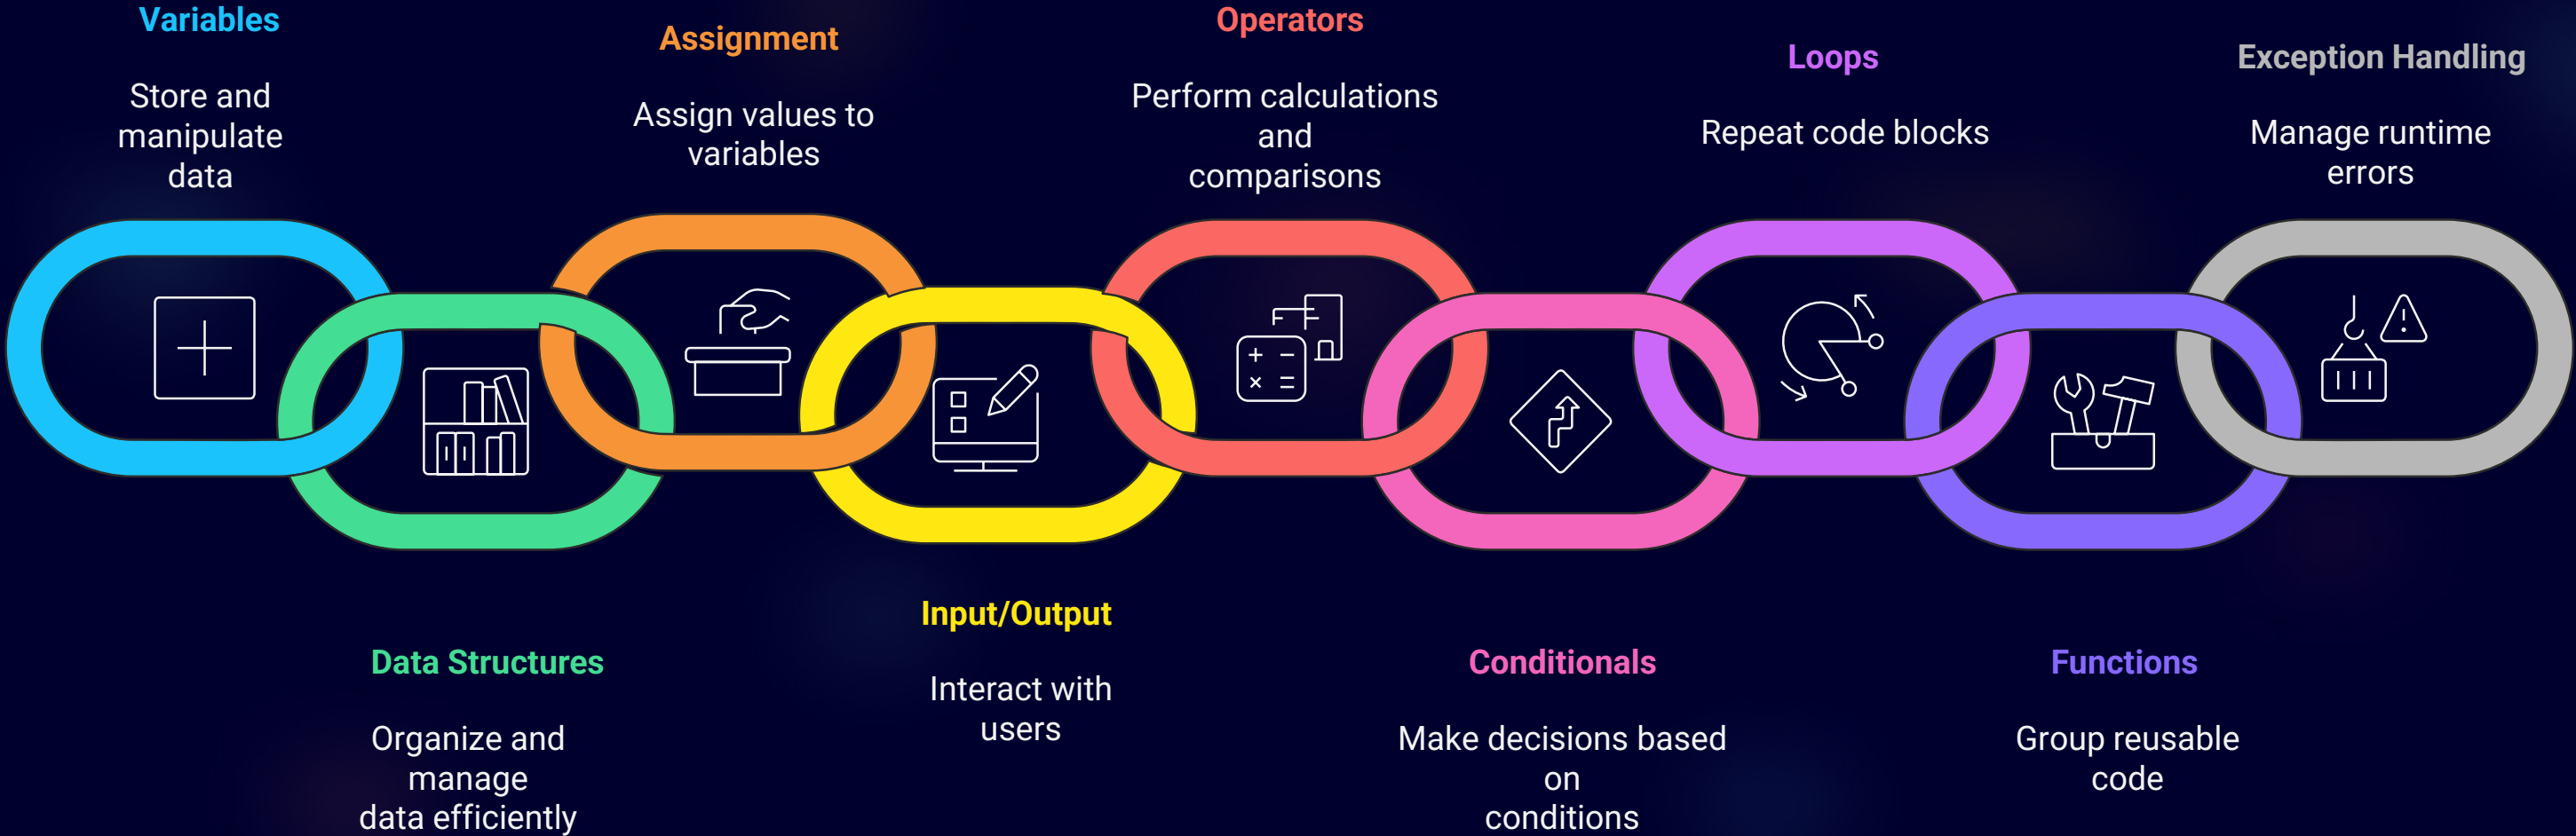 Variables
Store and
manipulate
data
Data Structures
Organize and
manage
data efficiently
Assignment
Assign values to
variables
Input/Output
Interact with
users
Operators
Perform calculations
and
comparisons
Conditionals
Make decisions based
on
conditions
Loops
Repeat code blocks
Functions
Group reusable
code
Exception Handling
Manage runtime
errors